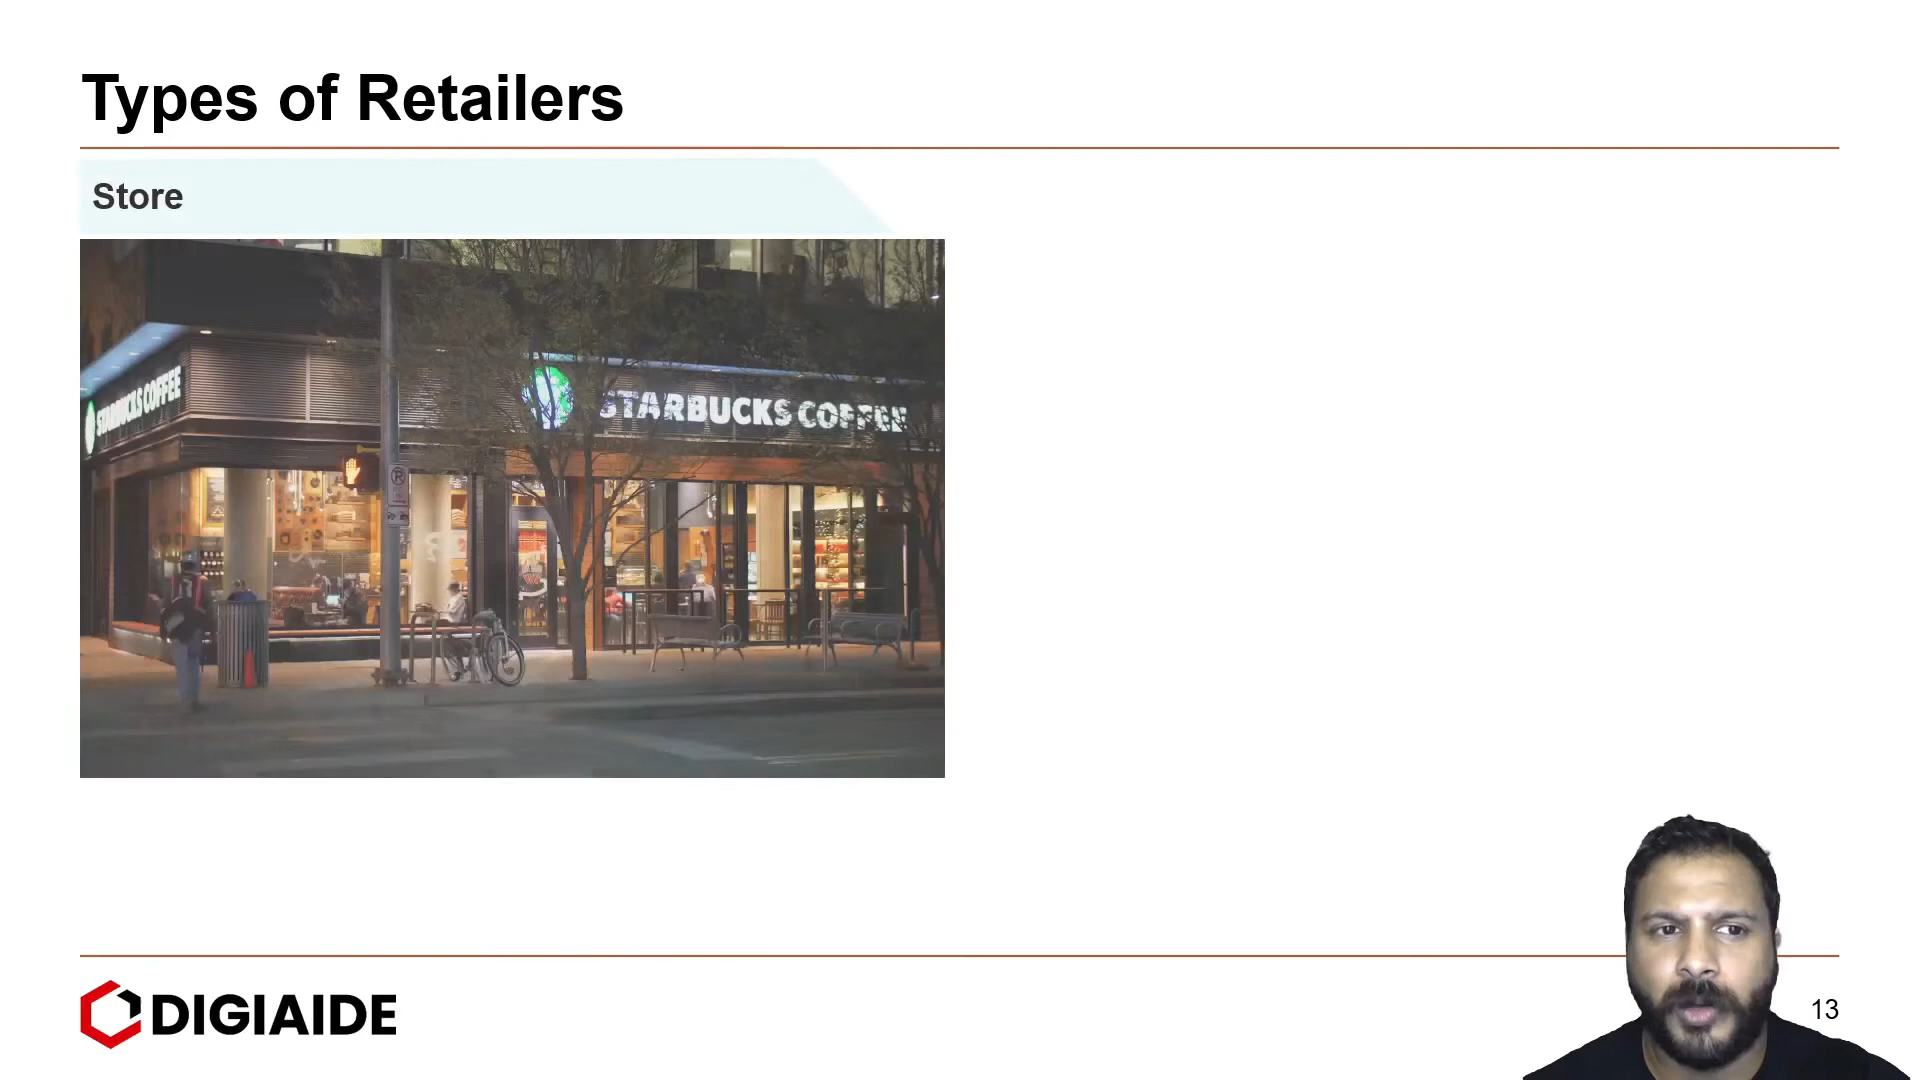 Types of Retailers
Store
STARBUCKS COFFEE
STARBUCKS COFFEE
DIGIAIDE
13